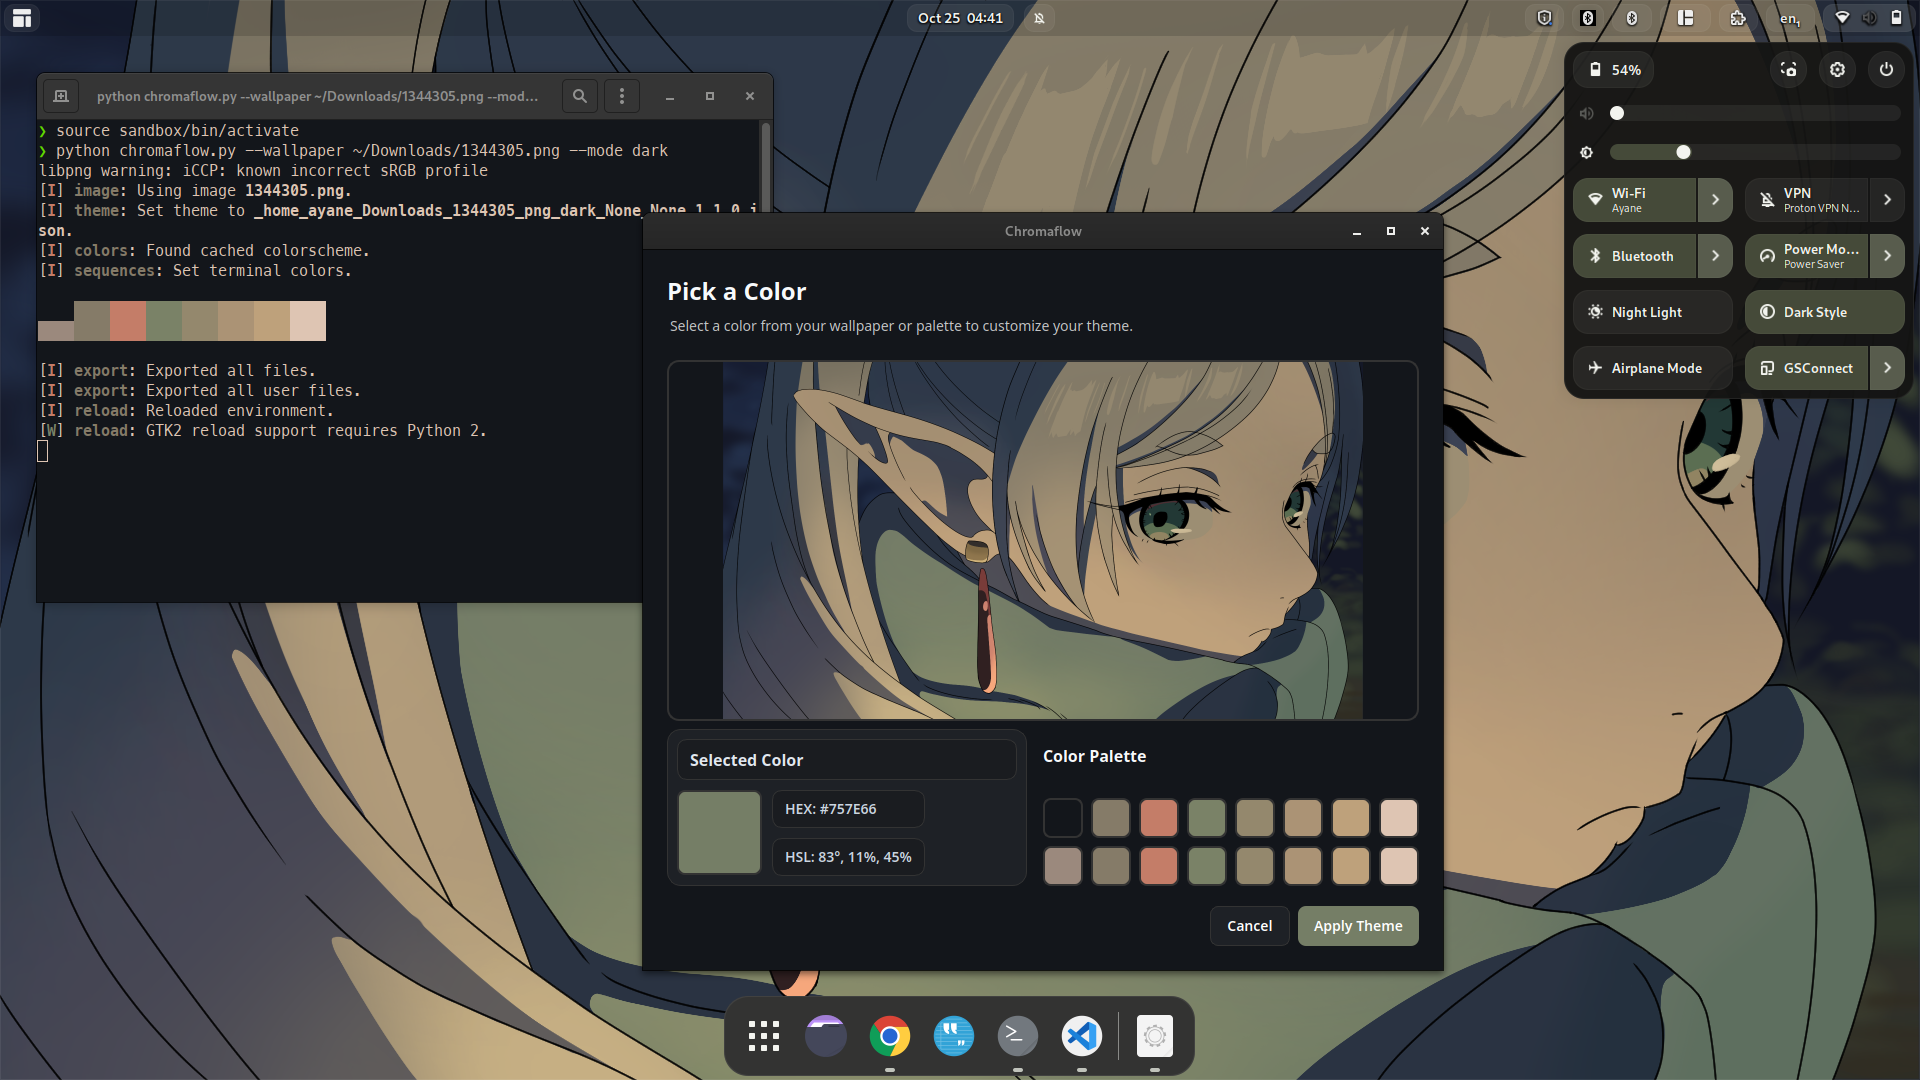 Oct 25 04:41
en₁
python chromaflow.py --wallpaper ~/Downloads/1344305.png --mod...
❯ source sandbox/bin/activate
❯ python chromaflow.py --wallpaper ~/Downloads/1344305.png --mode dark
libpng warning: iCCP: known incorrect sRGB profile
[I] image: Using image 1344305.png.
[I] theme: Set theme to _home_ayane_Downloads_1344305_png_dark_None_None_1.1.0.j
son.
[I] colors: Found cached colorscheme.
[I] sequences: Set terminal colors.
[I] export: Exported all files.
[I] export: Exported all user files.
[I] reload: Reloaded environment.
[W] reload: GTK2 reload support requires Python 2.
Chromaflow
Pick a Color
Select a color from your wallpaper or palette to customize your theme.
Selected Color
HEX: #757E66
HSL: 83°, 11%, 45%
Color Palette
Cancel
Apply Theme
54%
Wi-Fi
Ayane
VPN
Proton VPN N...
Bluetooth
Power Mo...
Power Saver
Night Light
Dark Style
Airplane Mode
GSConnect